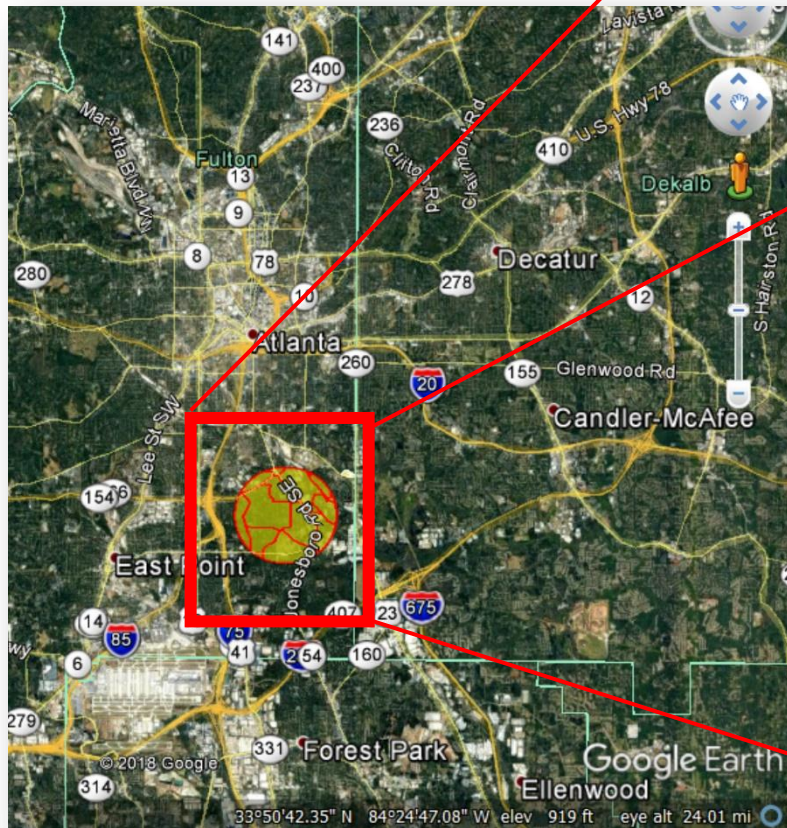 Lavista Rd
141
400
237
Marietta Blvd NW
236
Clifton Rd
Clairmont Rd
U.S. Hwy 78
410
Fulton
13
Dekalb
9
8
78
Decatur
280
278
10
12
S Hairston Rd
Atlanta
260
155
Glenwood Rd
20
Candler-McAfee
Lee St SW
154
Jonesboro Rd SE
East Point
14
85
75
407
23
675
41
54
160
6
279
331
Forest Park
© 2018 Google
Google Earth
314
Ellenwood
33°50'42.35" N 84°24'47.08" W elev 919 ft eye alt 24.01 mi